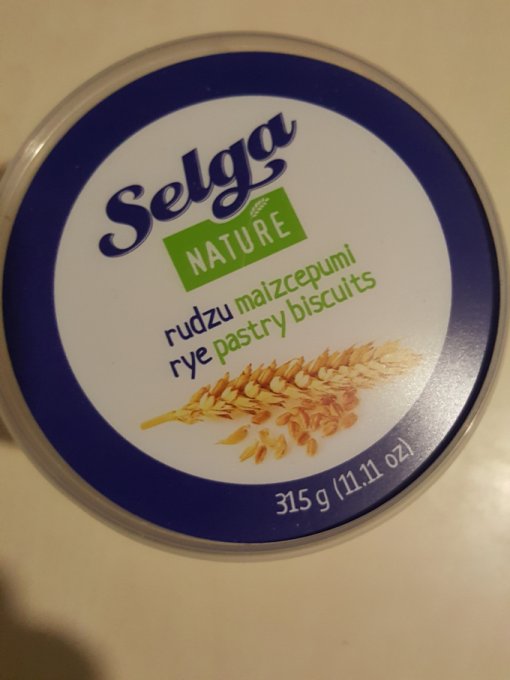 Selga
NATURE
rudzu maizcepumi
rye pastry biscuits
315 g (11.11 oz)